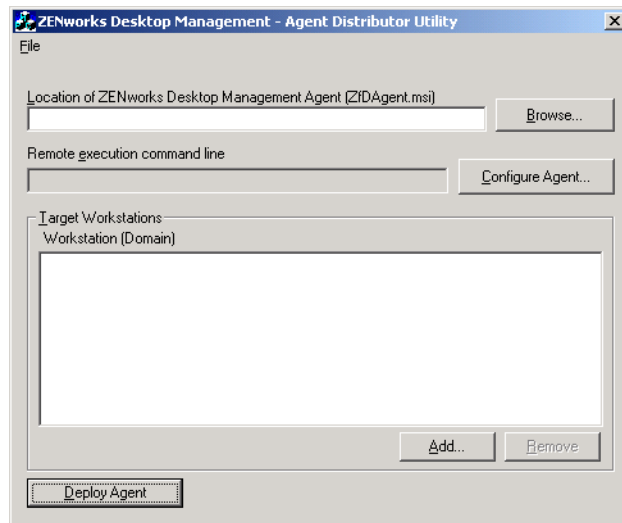 ZENworks Desktop Management - Agent Distributor Utility
File
Location of ZENworks Desktop Management Agent (ZfDAgent.msi)
Browse...
Remote execution command line
Configure Agent...
Target Workstations
Workstation (Domain)
Add...
Remove
Deploy Agent